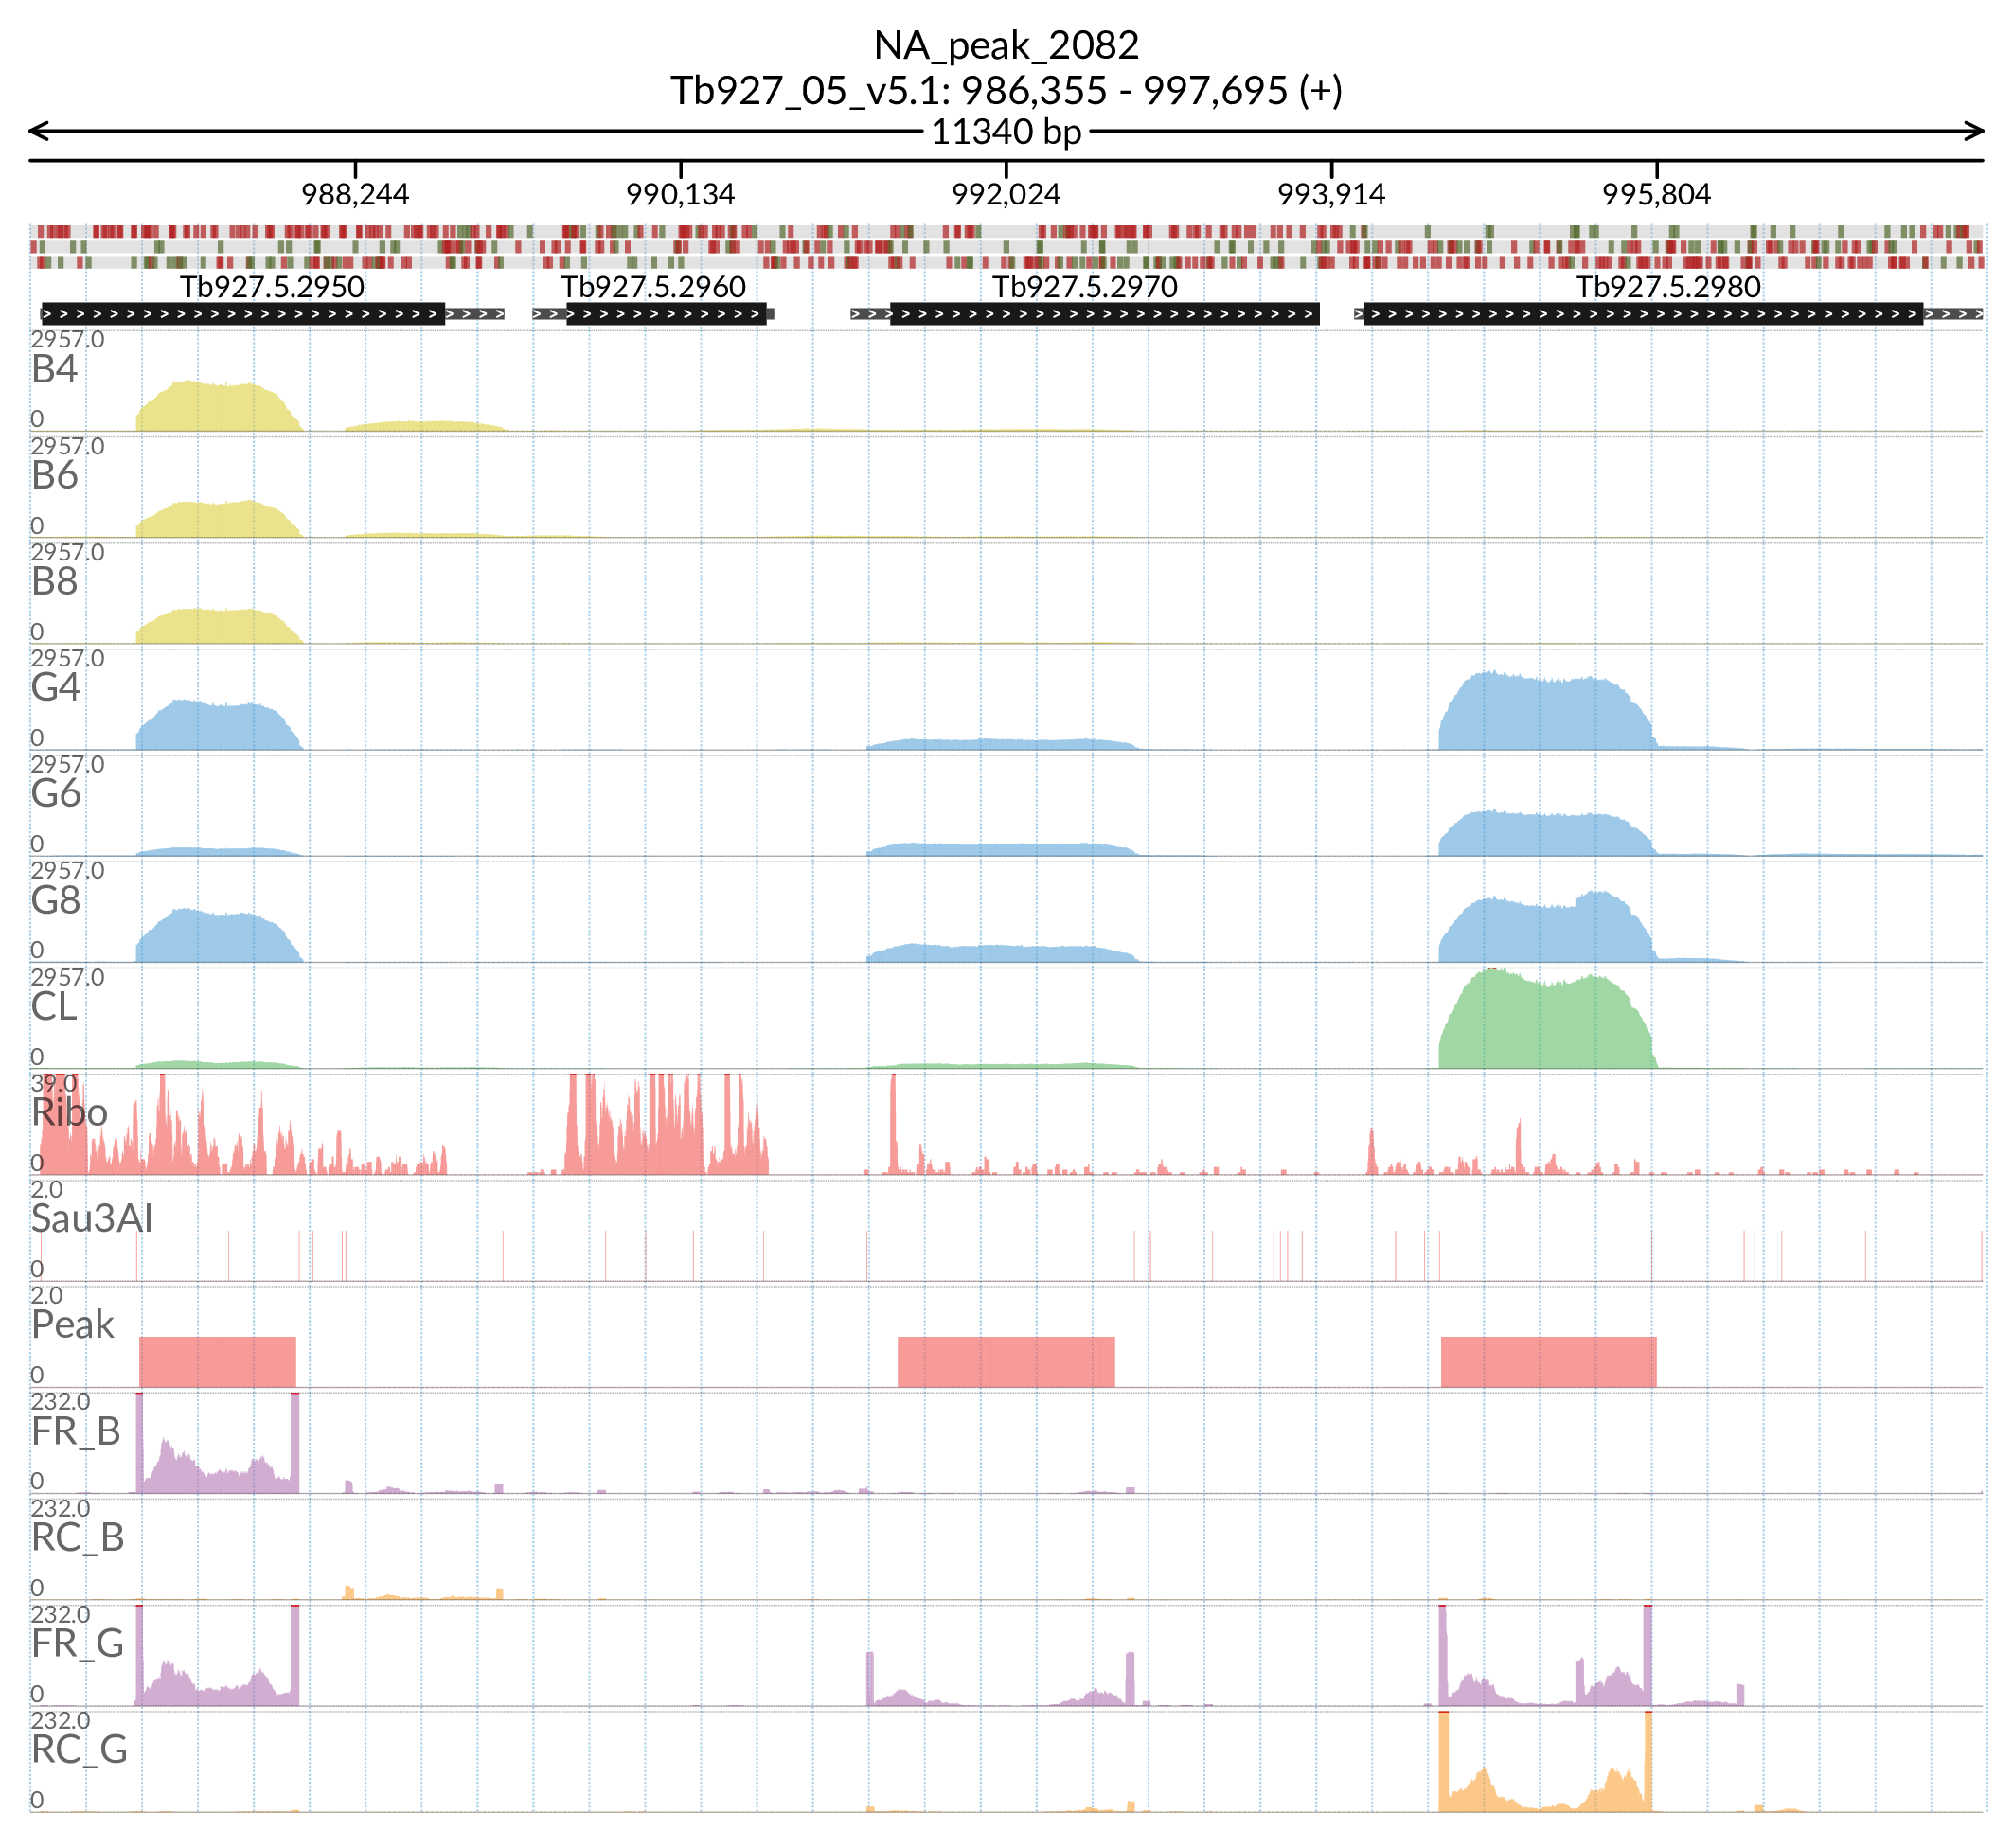 NA_peak_2082
Tb927_05_v5.1: 986,355 - 997,695 (+)
11340 bp
988,244 990,134 992,024 993,914 995,804
Tb927.5.2950 Tb927.5.2960 Tb927.5.2970 Tb927.5.2980
2957.0
B4
0
2957.0
B6
0
2957.0
B8
0
2957.0
G4
0
2957.0
G6
0
2957.0
G8
0
2957.0
CL
0
39.0
Ribo
0
2.0
Sau3AI
0
2.0
Peak
0
232.0
FR_B
0
232.0
RC_B
0
232.0
FR_G
0
232.0
RC_G
0